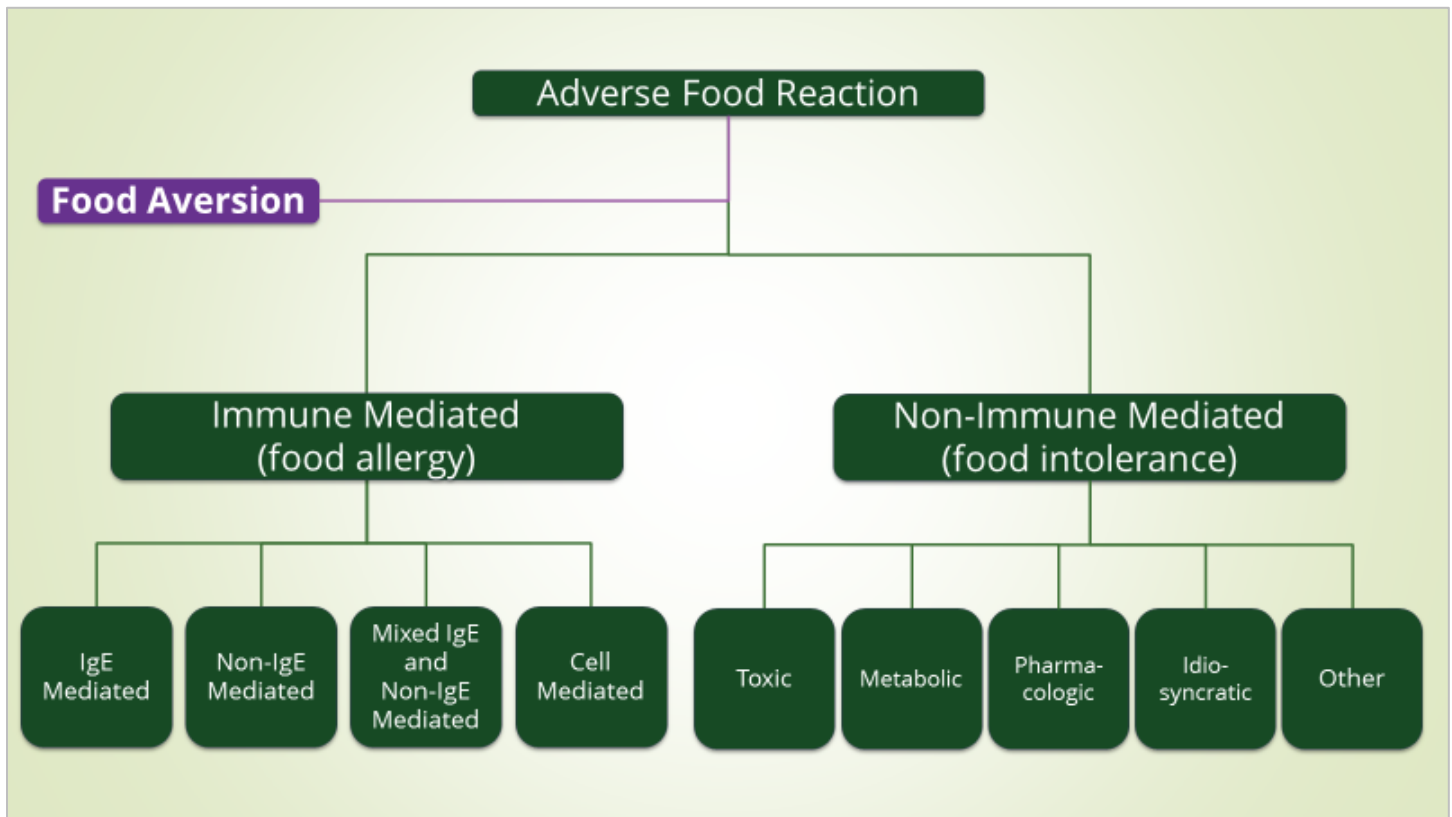 Adverse Food Reaction
Food Aversion
Immune Mediated
(food allergy)
Non-Immune Mediated
(food intolerance)
IgE
Mediated
Non-IgE
Mediated
Mixed IgE
and
Non-IgE
Mediated
Cell
Mediated
Toxic
Metabolic
Pharma-
cologic
Idio-
syncratic
Other